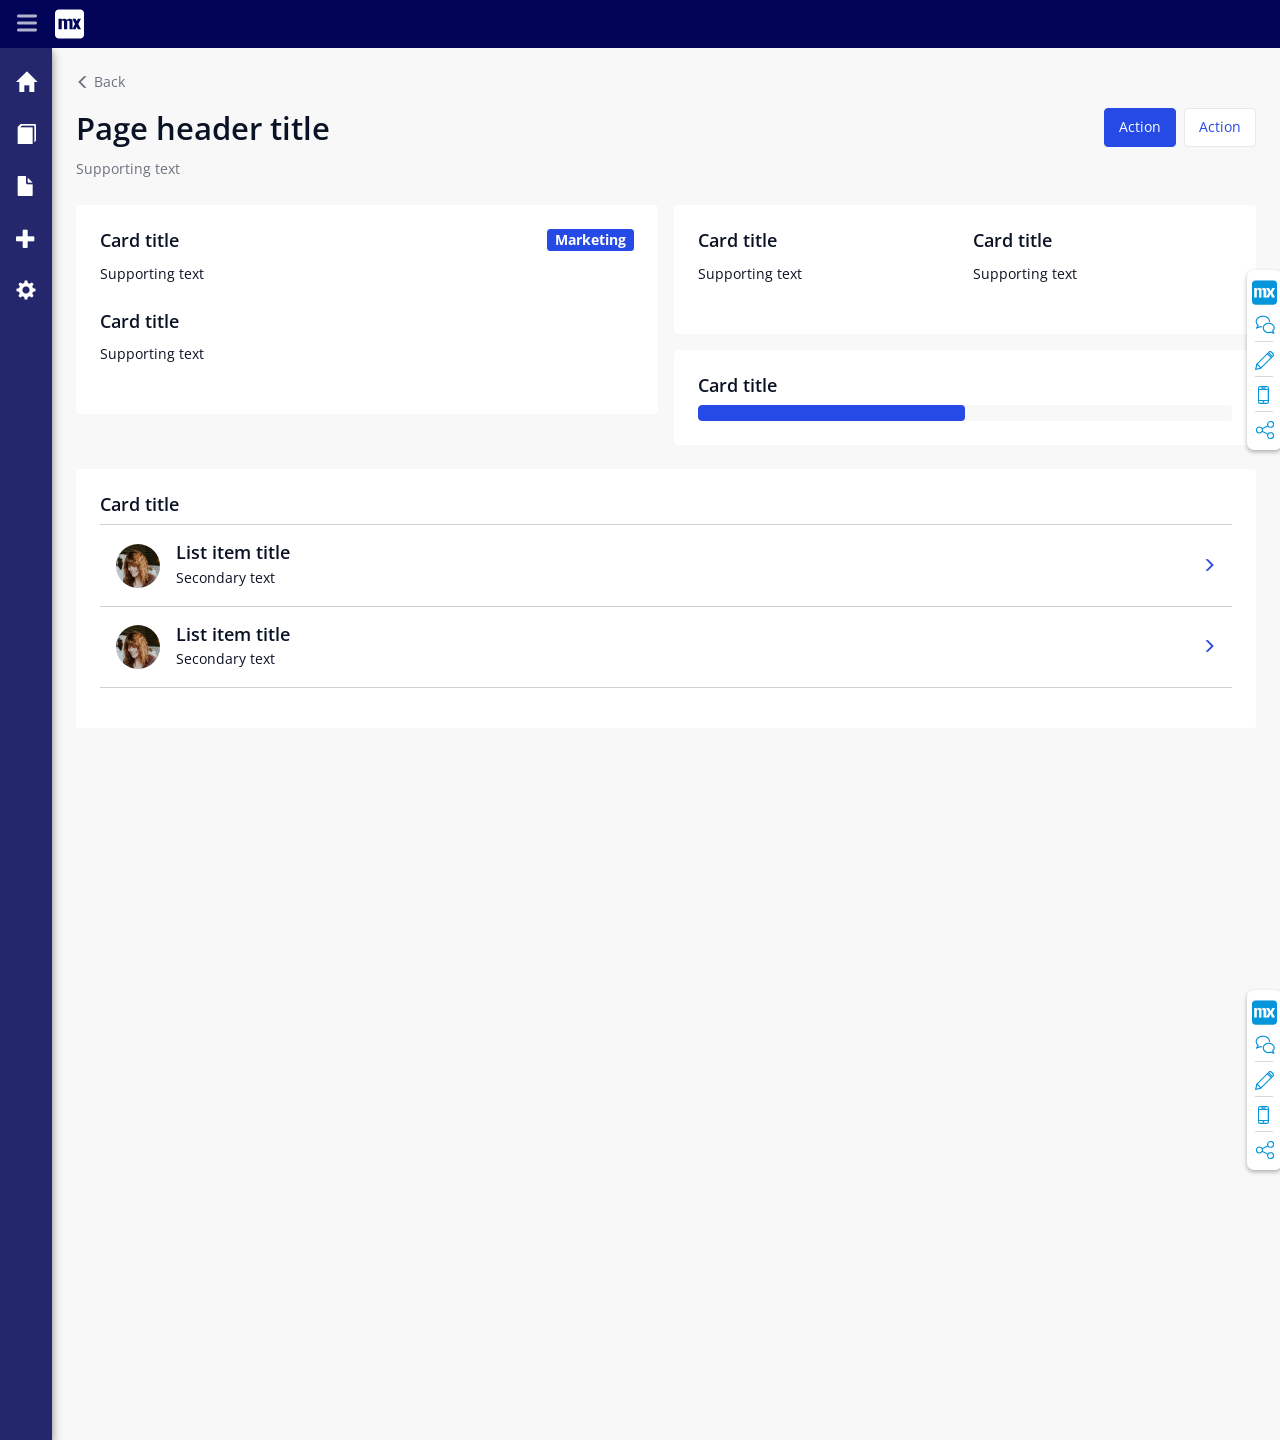 mx
Back
Page header title
Action
Action
Supporting text
Card title
Marketing
Supporting text
Card title
Supporting text
Card title
Supporting text
Card title
Supporting text
Card title
mx
Card title
List item title
Secondary text
List item title
Secondary text
mx